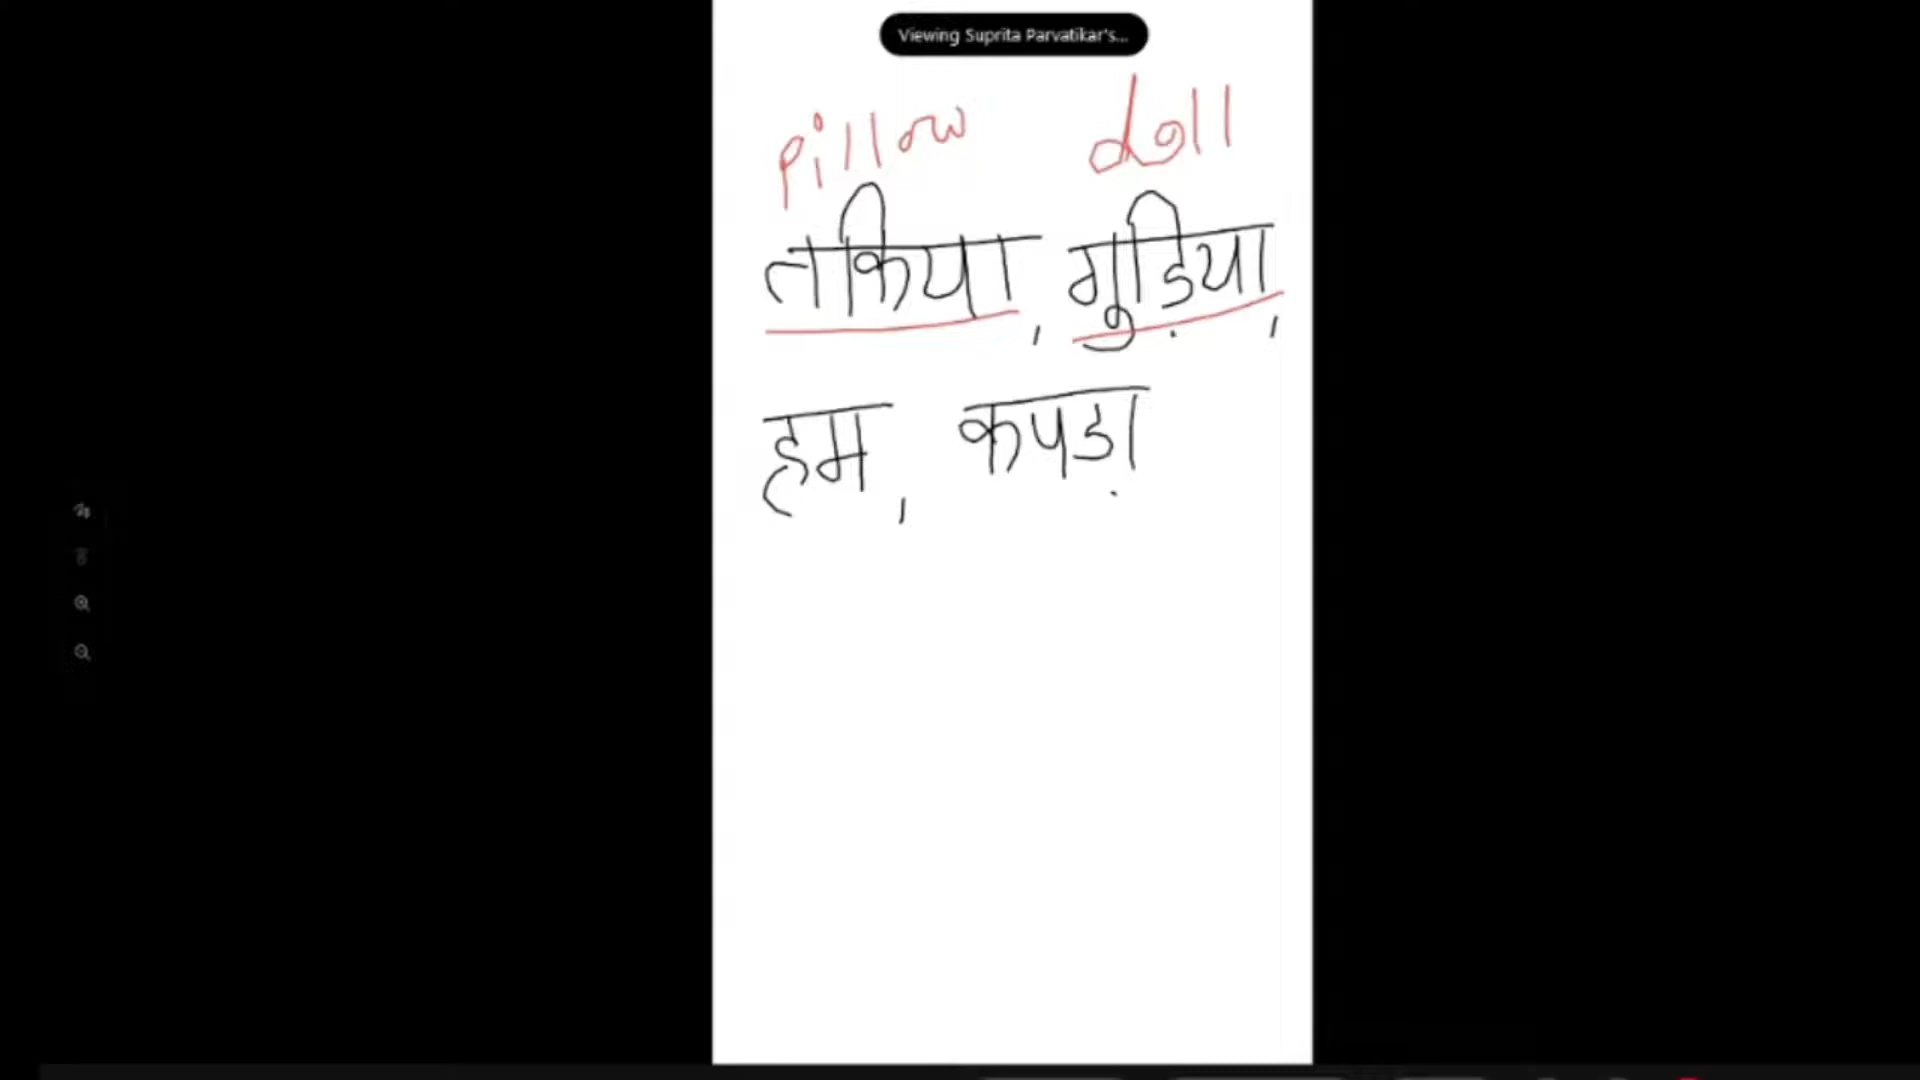 Viewing Suprita Parvatikar's...
pillow doll
तकिया, गुड़िया,
हम, कपड़ा